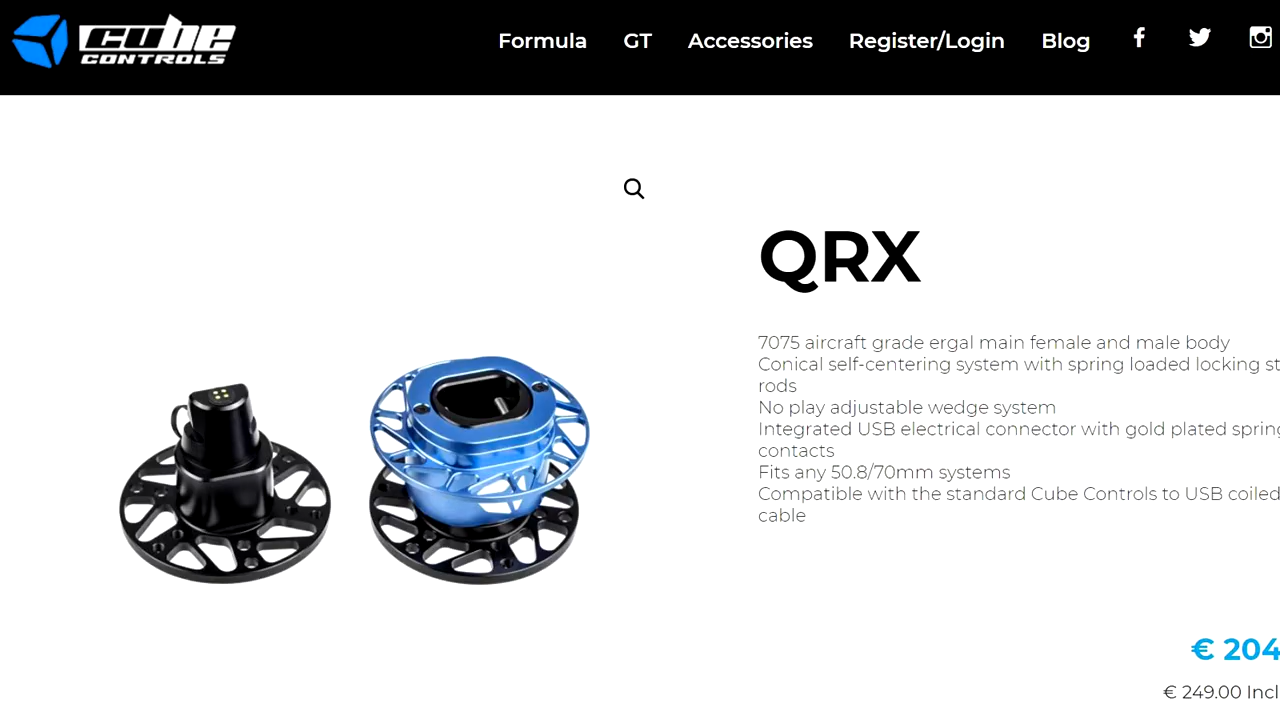 cube
CONTROLS
Formula GT Accessories Register/Login Blog
QRX
7075 aircraft grade ergal main female and male body
Conical self-centering system with spring loaded locking st
rods
No play adjustable wedge system
Integrated USB electrical connector with gold plated spring
contacts
Fits any 50.8/70mm systems
Compatible with the standard Cube Controls to USB coiled
cable
€ 204
€ 249.00 Incl